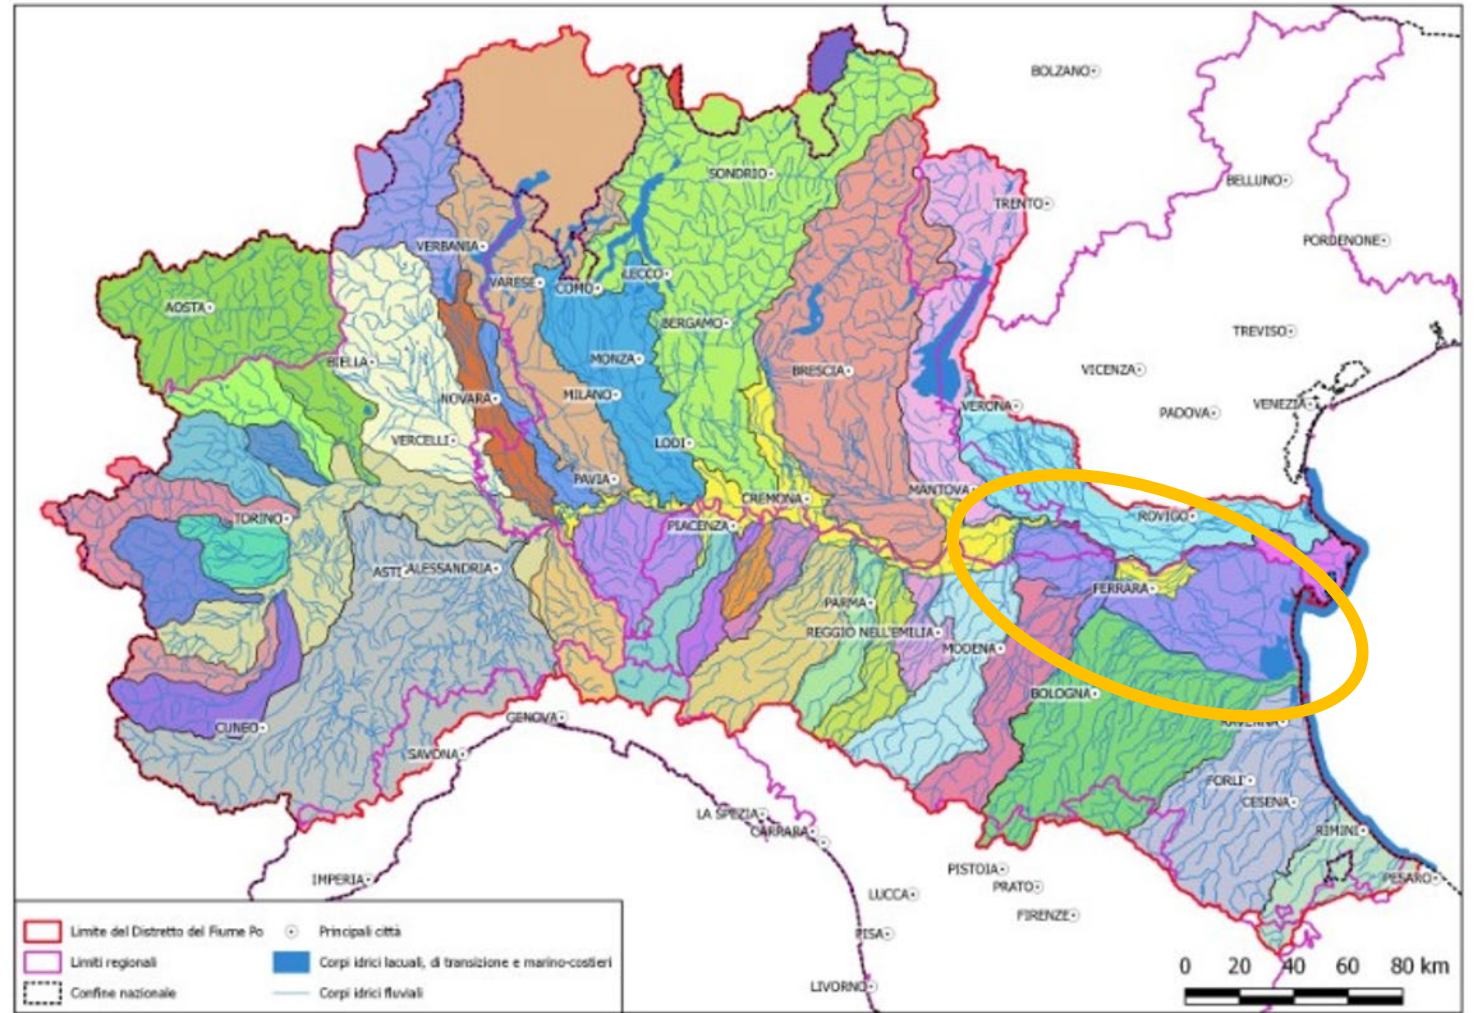 BOLZANO
SONDRIO
BELLUNO
TRENTO
PORDENONE
VERBANIA
LECCO
VARESE
COMO
AOSTA
BERGAMO
TREVISO
BIELLA
MONZA
BRESCIA
VICENZA
NOVARA
MILANO
VERONA
VENEZIA
PADOVA
VERCELLI
LODI
PAVIA
MANTOVA
CREMONA
TORINO
PIACENZA
ROVIGO
ASTI
ALESSANDRIA
FERRARA
PARMA
REGGIO NELL'EMILIA
MODENA
BOLOGNA
GENOVA
RAVENNA
CUNEO
SAVONA
FORLI'
CESENA
LA SPEZIA
CARRARA
RIMINI
PISTOIA
PESARO
IMPERIA
PRATO
LUCCA
FIRENZE
PISA
LIVORNO
Limite del Distretto del Fiume Po
Principali città
Limiti regionali
Corpi idrici lacuali, di transizione e marino-costieri
Confine nazionale
Corpi idrici fluviali
0 20 40 60 80 km